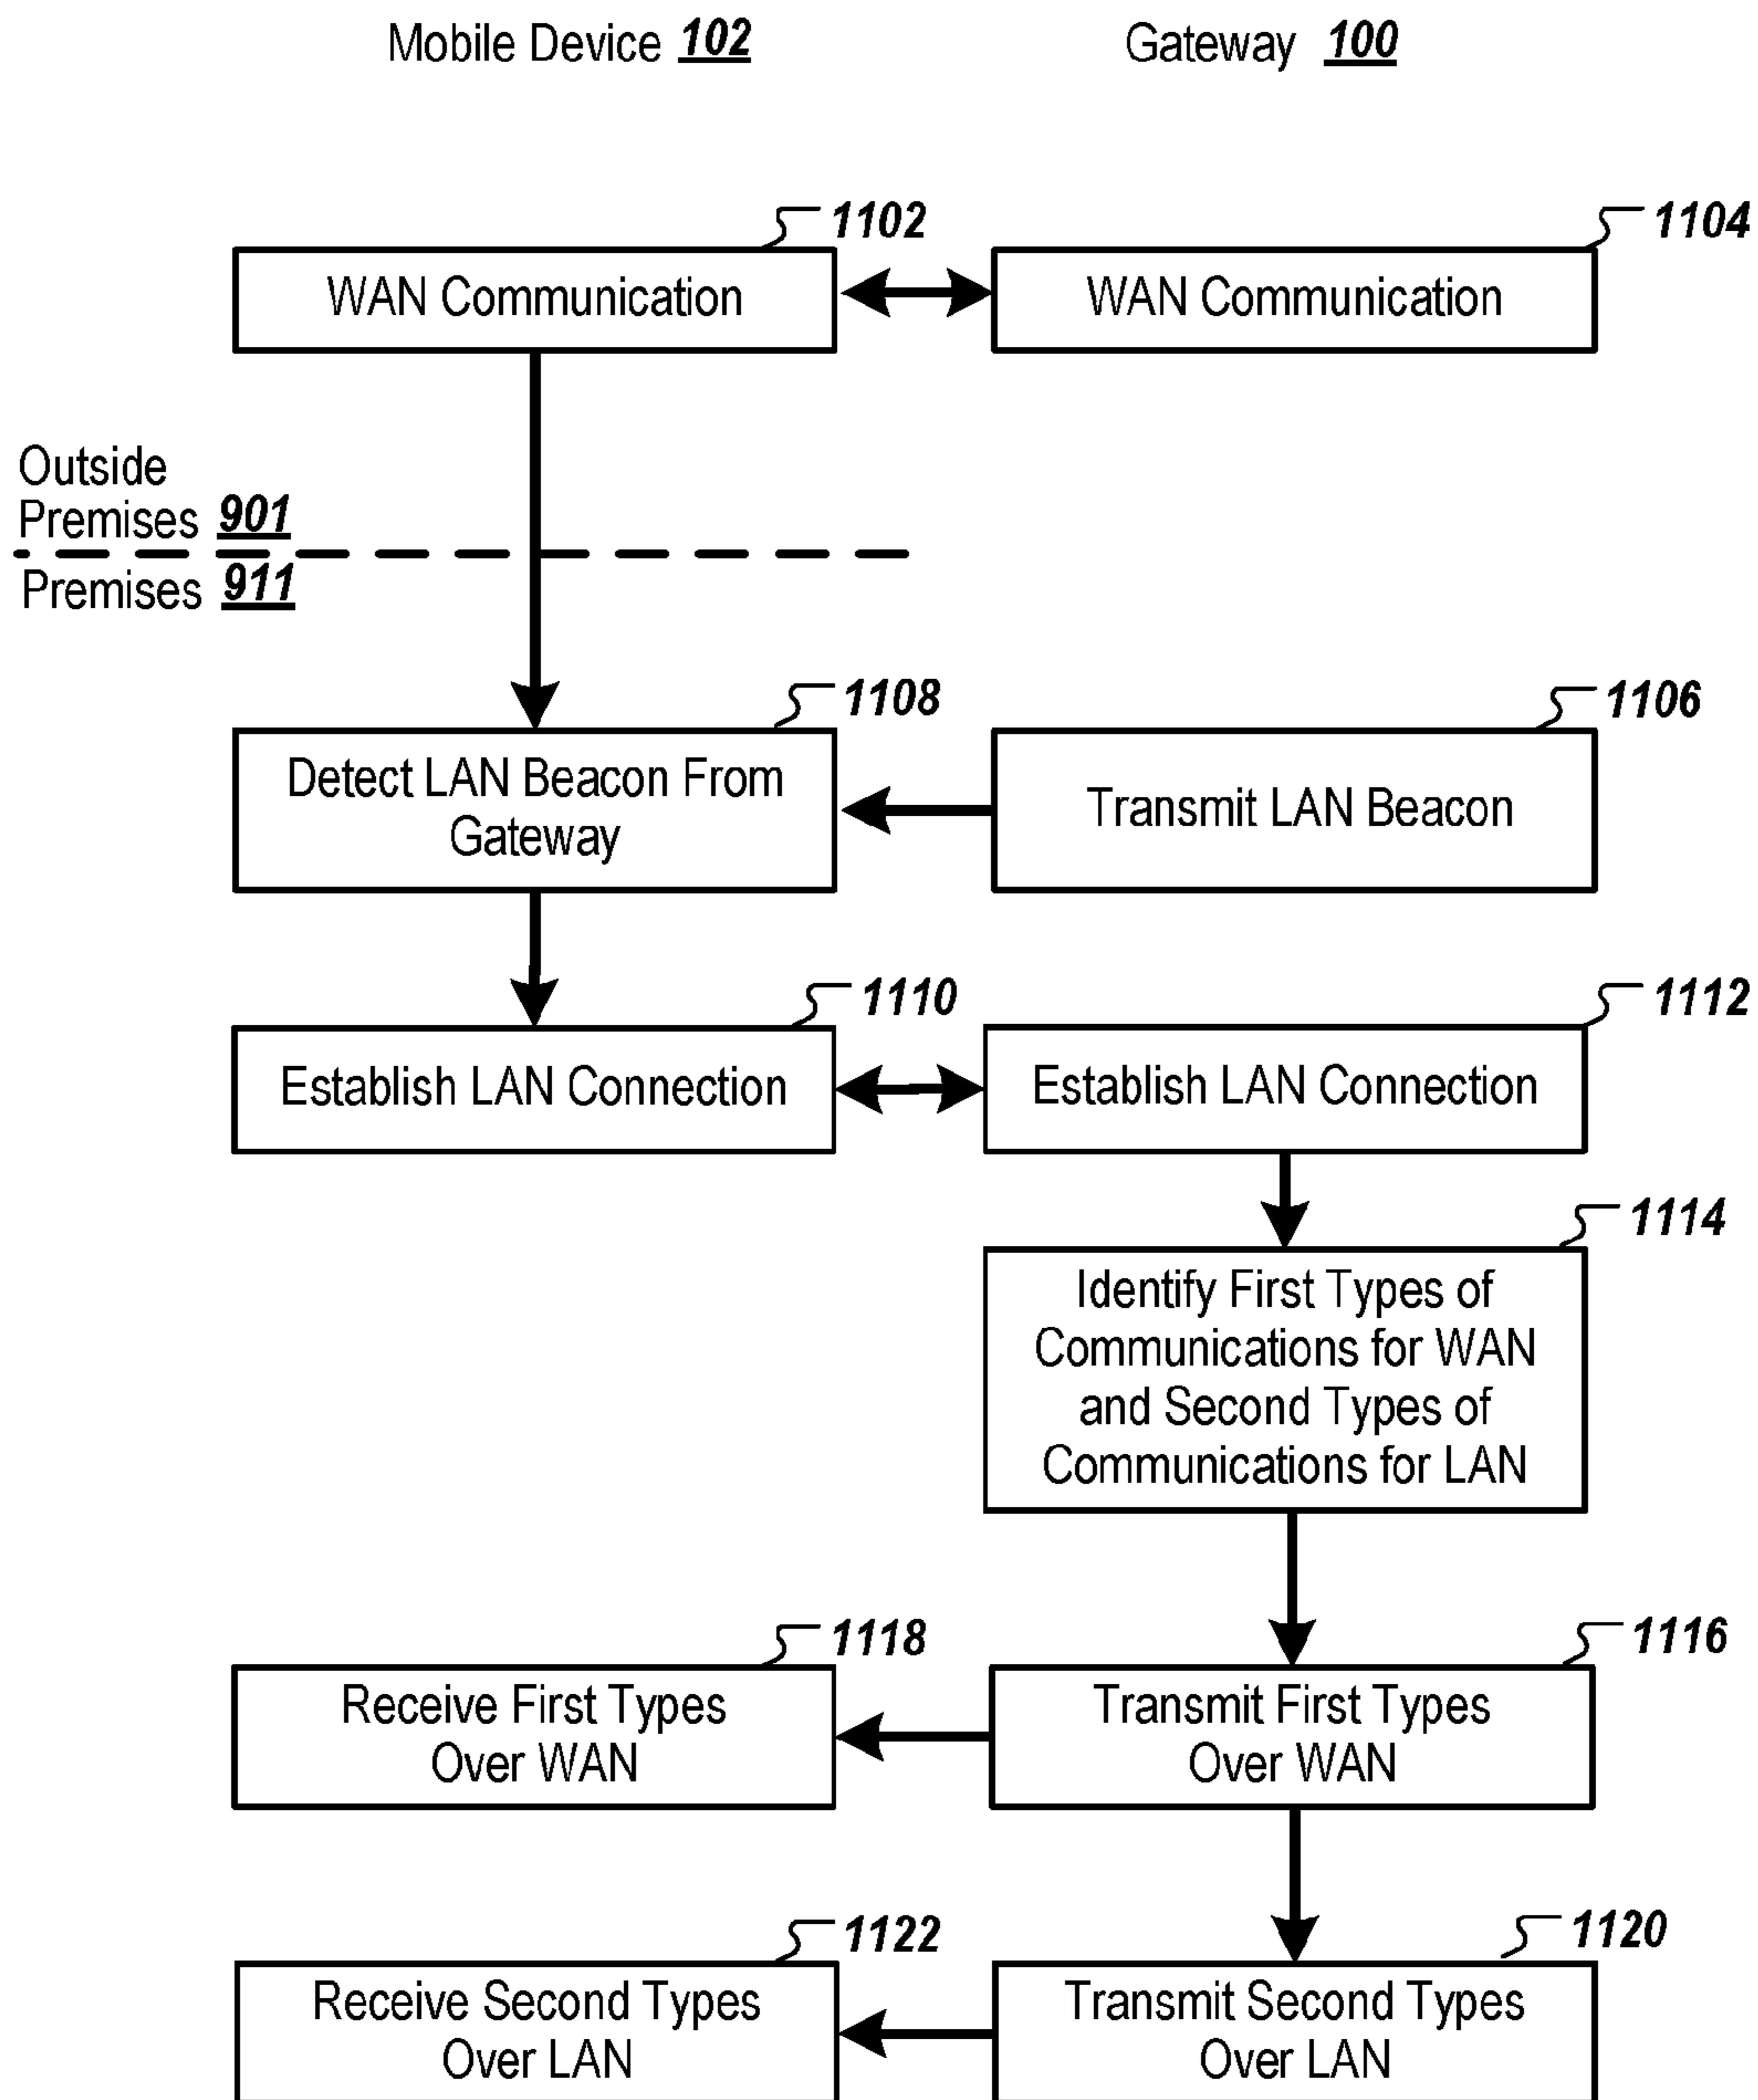 Mobile Device 102
Gateway 100
1102
1104
WAN Communication
WAN Communication
Outside
Premises 901
Premises 911
1108
1106
Detect LAN Beacon From
Gateway
Transmit LAN Beacon
1110
1112
Establish LAN Connection
Establish LAN Connection
1114
Identify First Types of
Communications for WAN
and Second Types of
Communications for LAN
1118
1116
Receive First Types
Over WAN
Transmit First Types
Over WAN
1122
1120
Receive Second Types
Over LAN
Transmit Second Types
Over LAN